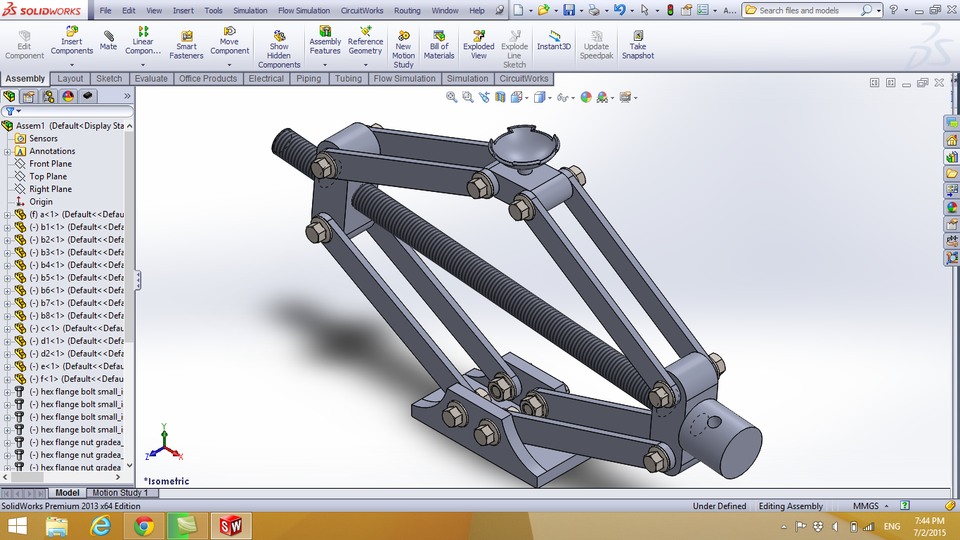 SOLIDWORKS
File Edit View Insert Tools Simulation Flow Simulation CircuitWorks Routing Window Help
A...
Search files and models
Edit Component
Insert Components
Mate
Linear Compon...
Smart Fasteners
Move Component
Show Hidden Components
Assembly Features
Reference Geometry
New Motion Study
Bill of Materials
Exploded View
Explode Line Sketch
Instant3D
Update Speedpak
Take Snapshot
Assembly Layout Sketch Evaluate Office Products Electrical Piping Tubing Flow Simulation Simulation CircuitWorks
Assem1 (Default<Display Sta
Sensors
Annotations
Front Plane
Top Plane
Right Plane
Origin
(f) a<1> (Default<<Defau
(-) b1<1> (Default<<Defa
(-) b2<1> (Default<<Defa
(-) b3<1> (Default<<Defa
(-) b4<1> (Default<<Defa
(-) b5<1> (Default<<Defa
(-) b6<1> (Default<<Defa
(-) b7<1> (Default<<Defa
(-) b8<1> (Default<<Defa
(-) c<1> (Default<<Defau
(-) d1<1> (Default<<Defa
(-) d2<1> (Default<<Defa
(-) e<1> (Default<<Defau
(-) f<1> (Default<<Defau
(-) hex flange bolt small_i
(-) hex flange bolt small_i
(-) hex flange bolt small_i
(-) hex flange bolt small_i
(-) hex flange nut gradea_
(-) hex flange nut gradea_
(-) hex flange nut gradea
Y
Z X
*Isometric
Model Motion Study 1
SolidWorks Premium 2013 x64 Edition
Under Defined Editing Assembly MMGS
ENG
7:44 PM
7/2/2015